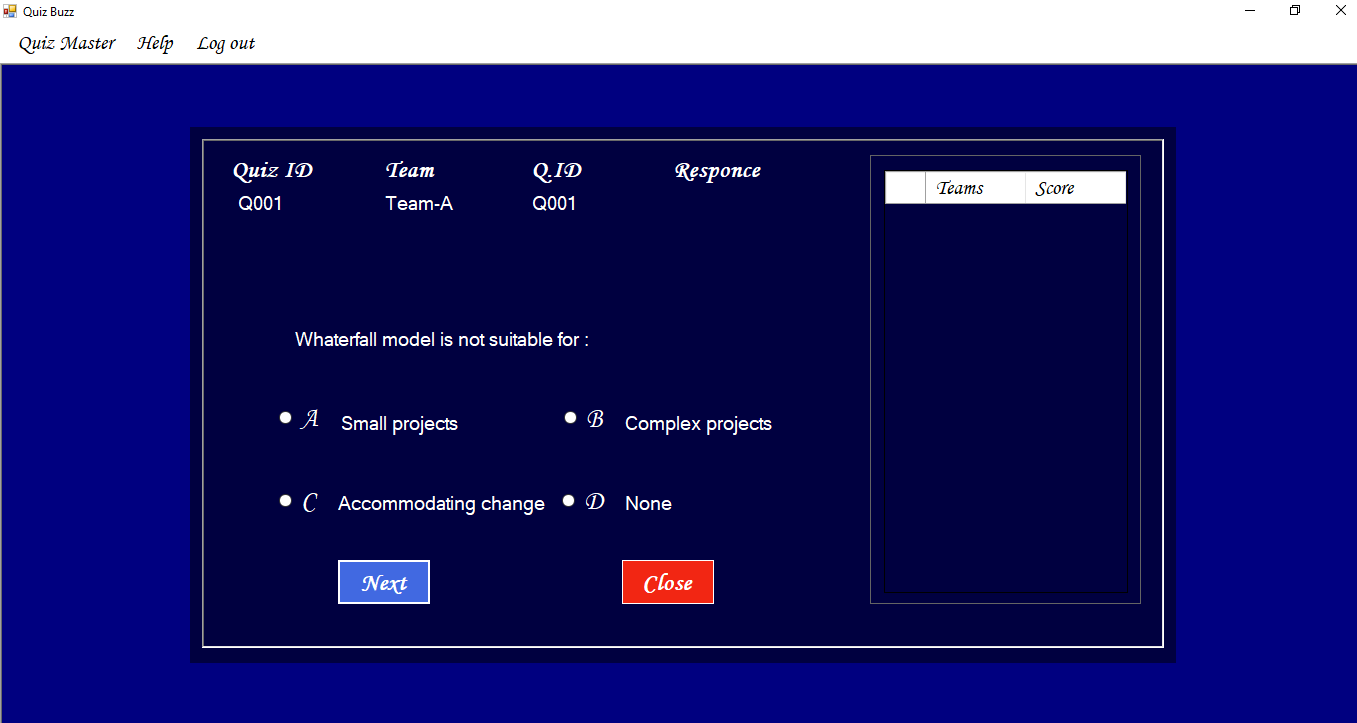 Quiz Buzz
Quiz Master Help Log out
Quiz ID Team Q.ID Responce
Q001 Team-A Q001
Teams Score
Whaterfall model is not suitable for :
A Small projects B Complex projects
C Accommodating change D None
Next Close